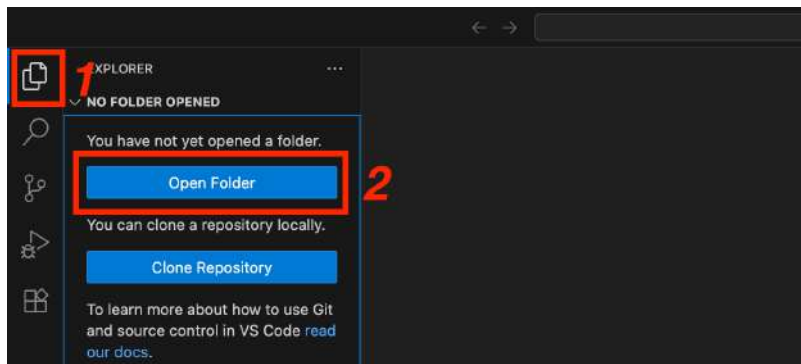 1
EXPLORER
NO FOLDER OPENED
You have not yet opened a folder.
Open Folder
2
You can clone a repository locally.
Clone Repository
To learn more about how to use Git
and source control in VS Code read
our docs.